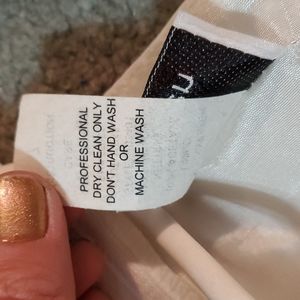 PROFESSIONAL
DRY CLEAN ONLY
DON'T HAND WASH
OR
MACHINE WASH